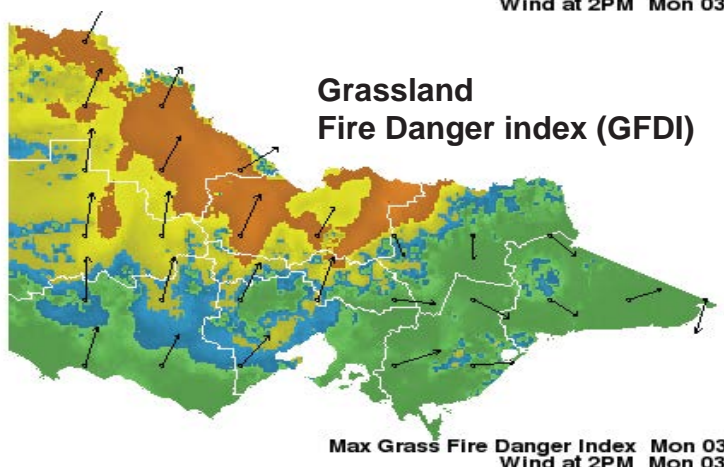 Wind at 2PM Mon 03
Grassland
Fire Danger index (GFDI)
Max Grass Fire Danger Index Mon 03
Wind at 2PM Mon 03